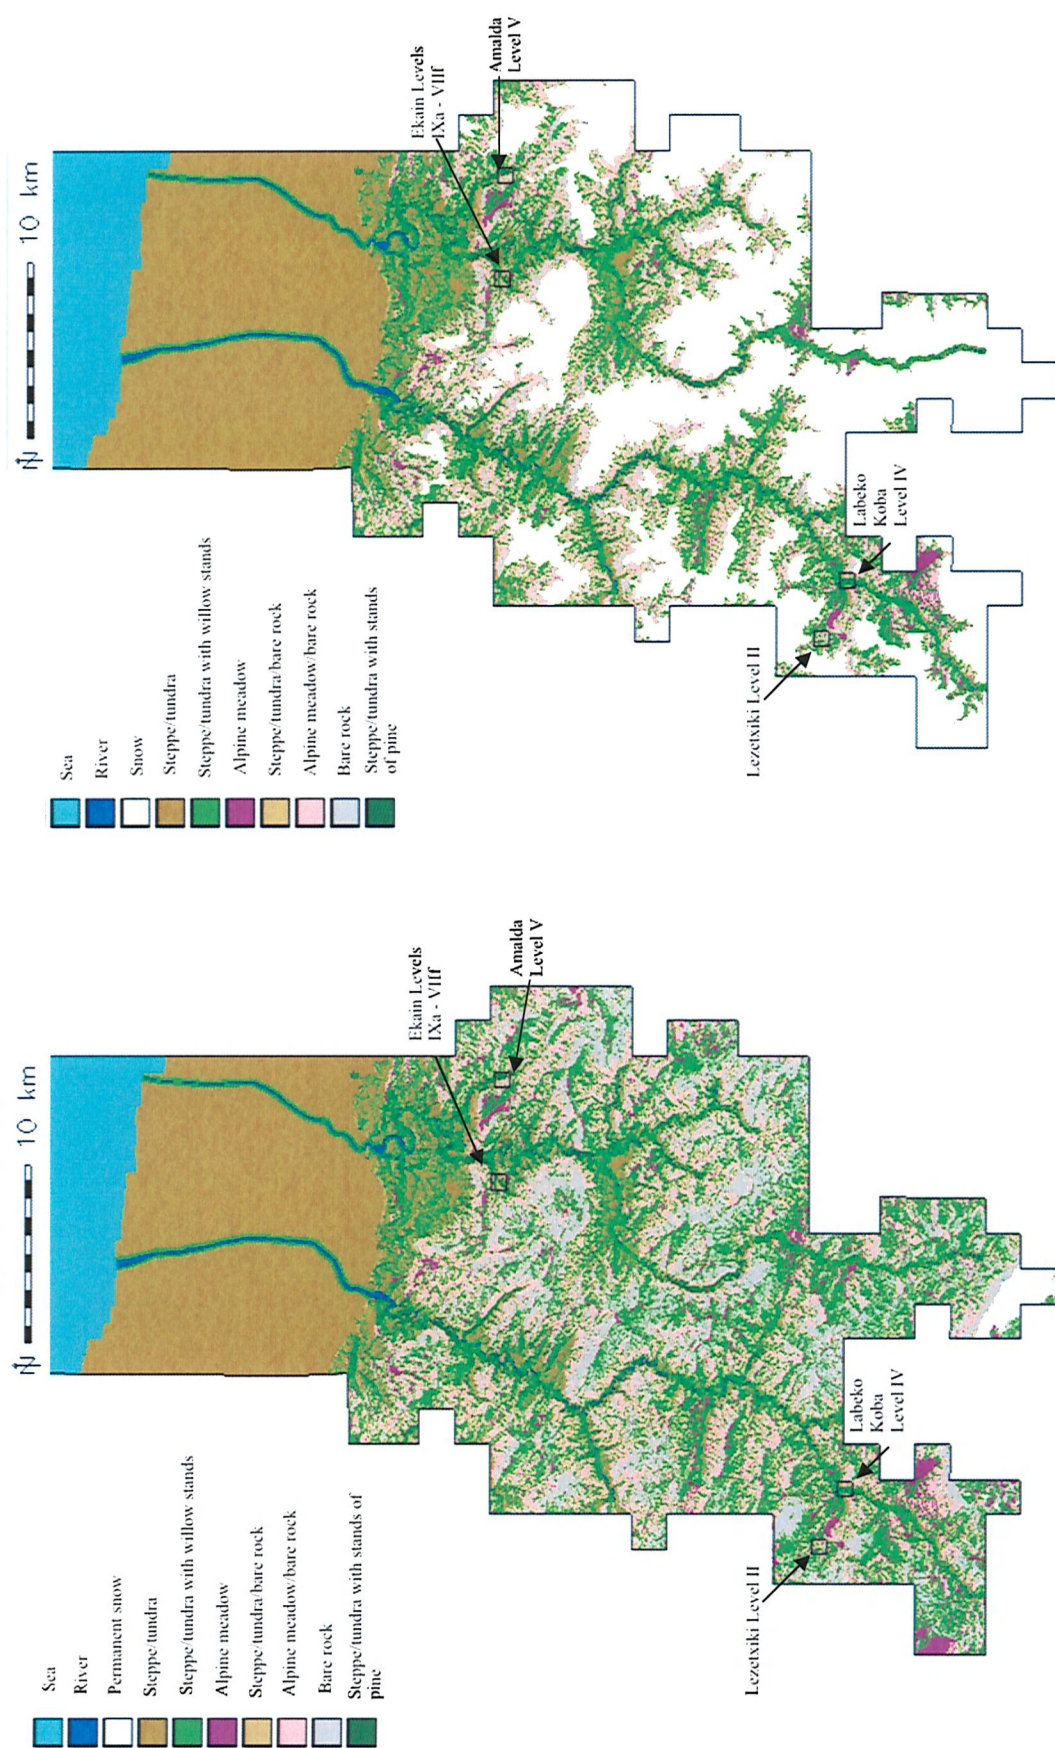 Sea
River
Permanent snow
Steppe/tundra
Steppe/tundra with willow stands
Alpine meadow
Steppe/tundra/bare rock
Alpine meadow/bare rock
Bare rock
Steppe/tundra with stands of
pine
N
10 km
Ekain Levels
IXa - VIIf
Amalda
Level V
Lezetxiki Level II
Labeko
Koba
Level IV
Sea
River
Snow
Steppe/tundra
Steppe/tundra with willow stands
Alpine meadow
Steppe/tundra/bare rock
Alpine meadow/bare rock
Bare rock
Steppe/tundra with stands
of pine
N
10 km
Ekain Levels
IXa - VIIf
Amalda
Level V
Lezetxiki Level II
Labeko
Koba
Level IV